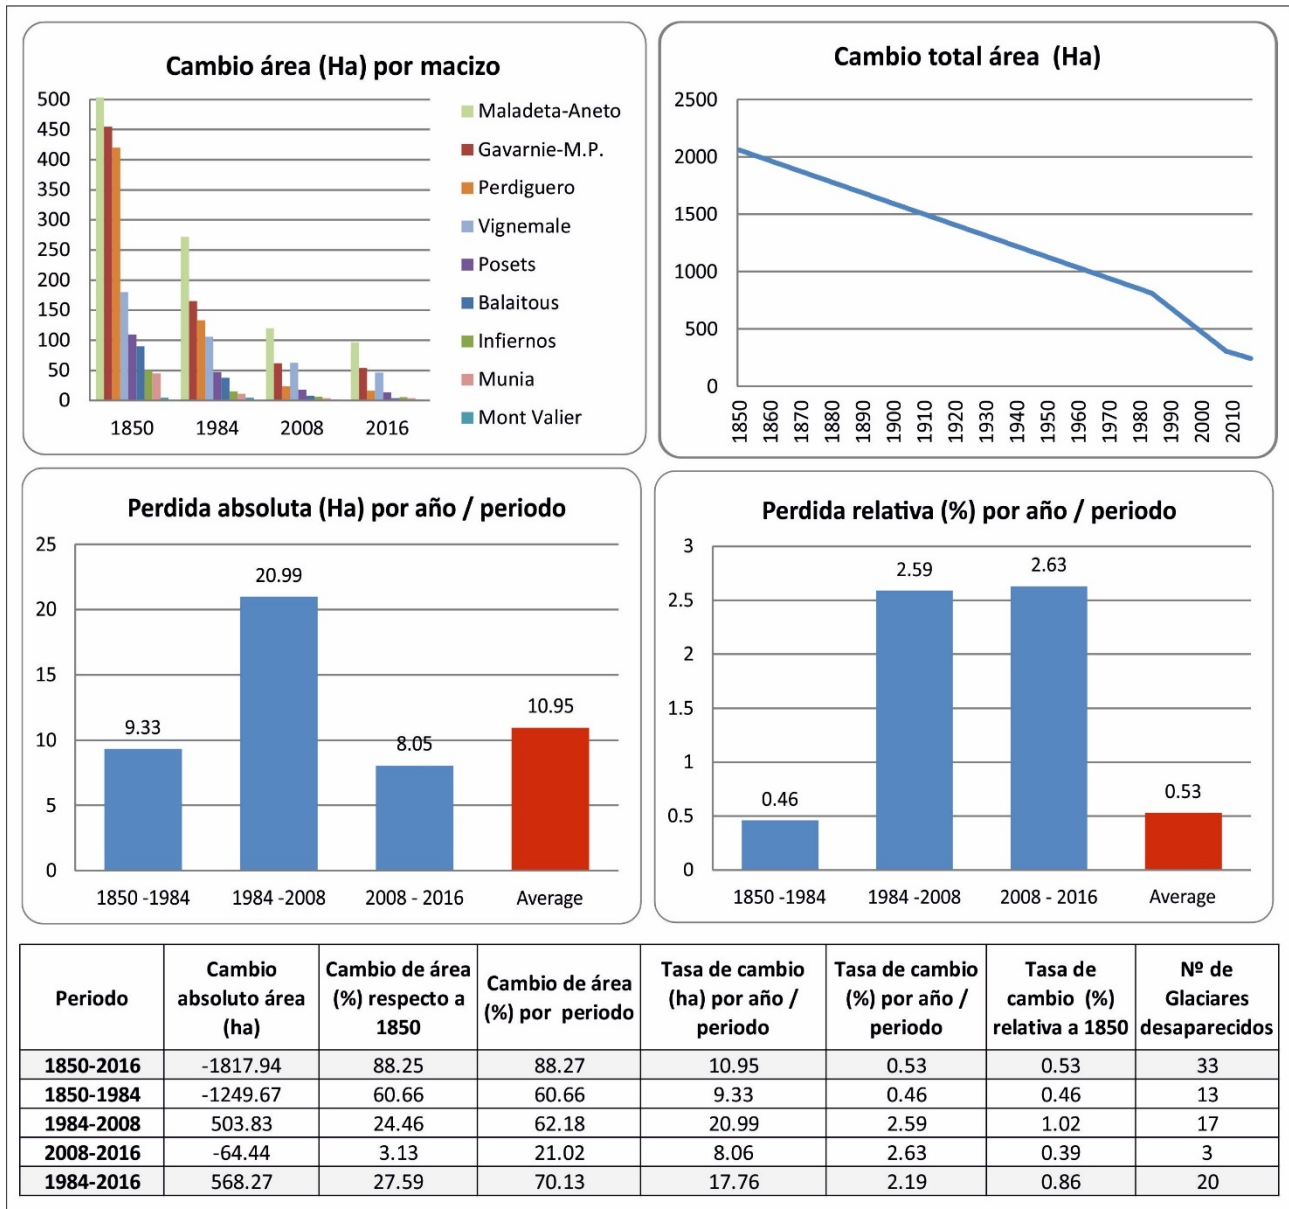 Cambio área (Ha) por macizo
500
450
400
350
300
250
200
150
100
50
0
1850
1984
2008
2016
Maladeta-Aneto
Gavarnie-M.P.
Perdiguero
Vignemale
Posets
Balaitous
Infiernos
Munia
Mont Valier
Cambio total área (Ha)
2500
2000
1500
1000
500
0
1850
1860
1870
1880
1890
1900
1910
1920
1930
1940
1950
1960
1970
1980
1990
2000
2010
Perdida absoluta (Ha) por año / periodo
25
20
15
10
5
0
9.33
20.99
8.05
10.95
1850 -1984
1984 -2008
2008 - 2016
Average
Perdida relativa (%) por año / periodo
3
2.5
2
1.5
1
0.5
0
0.46
2.59
2.63
0.53
1850 -1984
1984 -2008
2008 - 2016
Average
Periodo
Cambio
absoluto área
(ha)
Cambio de área
(%) respecto a
1850
Cambio de área
(%) por periodo
Tasa de cambio
(ha) por año /
periodo
Tasa de cambio
(%) por año /
periodo
Tasa de
cambio (%)
relativa a 1850
Nº de
Glaciares
desaparecidos
1850-2016 -1817.94 88.25 88.27 10.95 0.53 0.53 33
1850-1984 -1249.67 60.66 60.66 9.33 0.46 0.46 13
1984-2008 503.83 24.46 62.18 20.99 2.59 1.02 17
2008-2016 -64.44 3.13 21.02 8.06 2.63 0.39 3
1984-2016 568.27 27.59 70.13 17.76 2.19 0.86 20